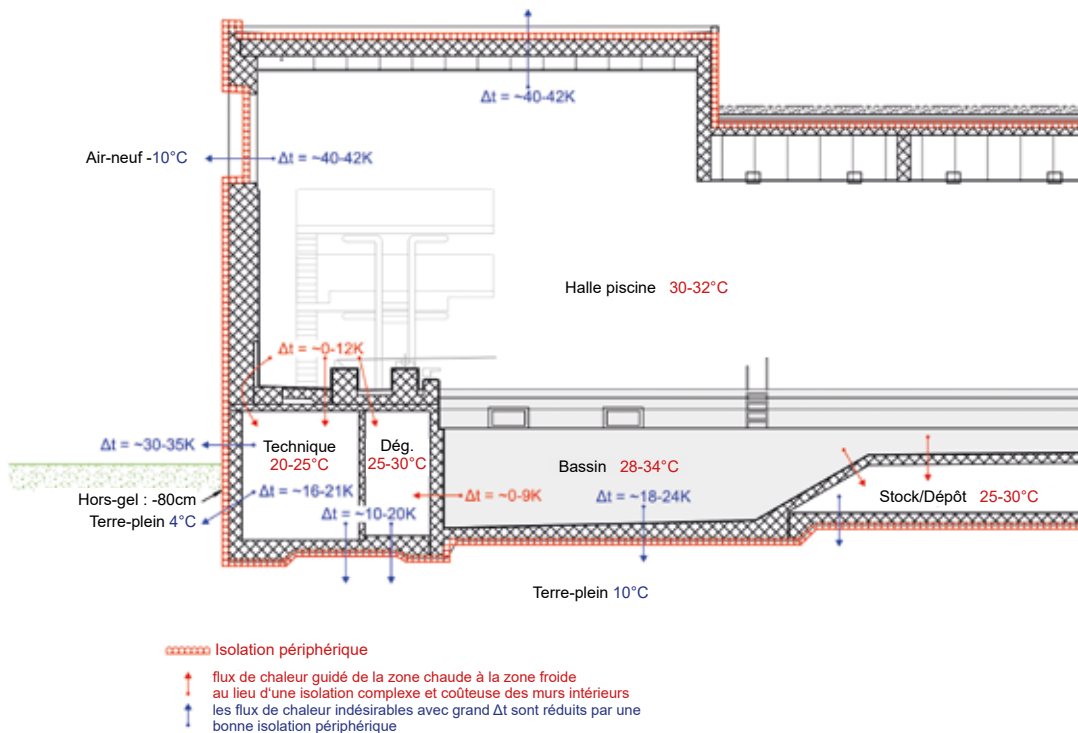 Δt = ~40-42K
Air-neuf -10°C
Δt = ~40-42K
Halle piscine 30-32°C
Δt = ~0-12K
Δt = ~30-35K
Technique
20-25°C
Dég.
25-30°C
Bassin 28-34°C
Stock/Dépôt 25-30°C
Hors-gel : -80cm
Δt = ~16-21K
Δt = ~0-9K
Δt = ~18-24K
Terre-plein 4°C
Δt = ~10-20K
Terre-plein 10°C
Isolation périphérique
flux de chaleur guidé de la zone chaude à la zone froide
au lieu d'une isolation complexe et coûteuse des murs intérieurs
les flux de chaleur indésirables avec grand Δt sont réduits par une
bonne isolation périphérique